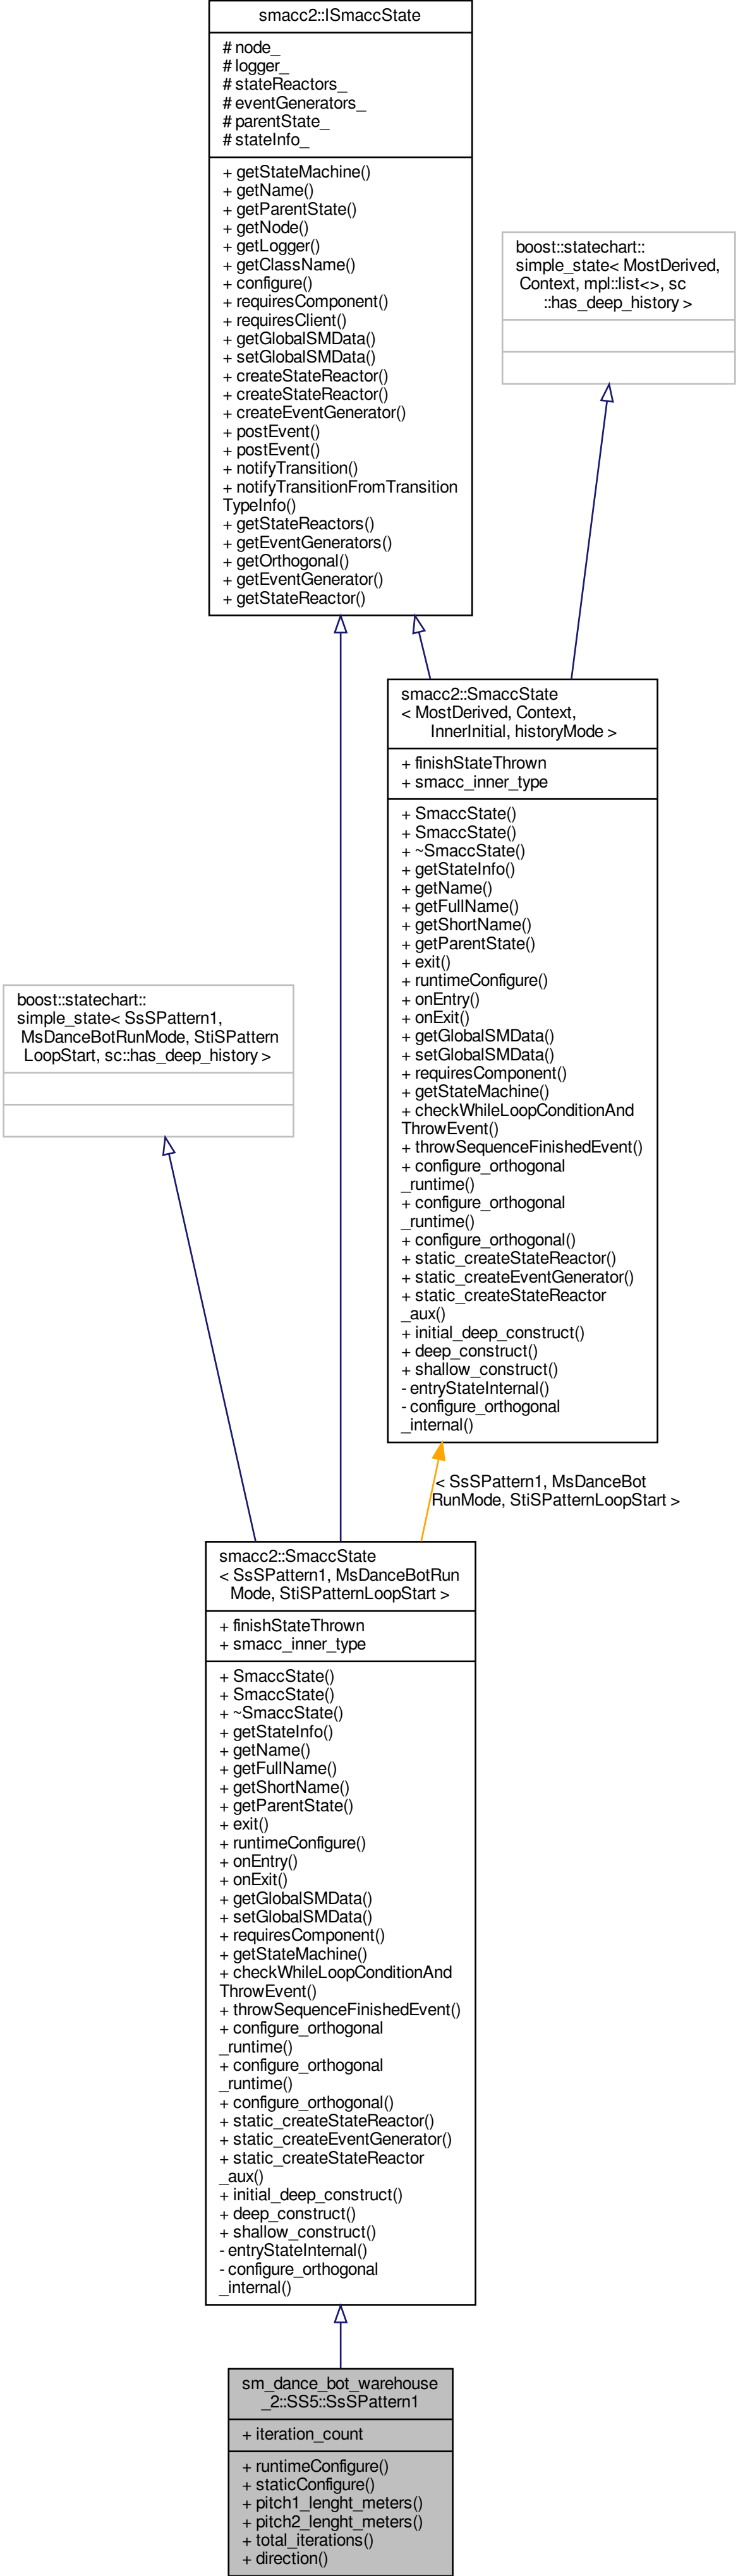 smacc2::ISmaccState
# node_
# logger_
# stateReactors_
# eventGenerators_
# parentState_
# stateInfo_
+ getStateMachine()
+ getName()
+ getParentState()
+ getNode()
+ getLogger()
+ getClassName()
+ configure()
+ requiresComponent()
+ requiresClient()
+ getGlobalSMData()
+ setGlobalSMData()
+ createStateReactor()
+ createStateReactor()
+ createEventGenerator()
+ postEvent()
+ postEvent()
+ notifyTransition()
+ notifyTransitionFromTransition
TypeInfo()
+ getStateReactors()
+ getEventGenerators()
+ getOrthogonal()
+ getEventGenerator()
+ getStateReactor()
boost::statechart::
simple_state< MostDerived,
Context, mpl::list<>, sc
::has_deep_history >
smacc2::SmaccState
< MostDerived, Context,
InnerInitial, historyMode >
+ finishStateThrown
+ smacc_inner_type
+ SmaccState()
+ SmaccState()
+ ~SmaccState()
+ getStateInfo()
+ getName()
+ getFullName()
+ getShortName()
+ getParentState()
+ exit()
+ runtimeConfigure()
+ onEntry()
+ onExit()
+ getGlobalSMData()
+ setGlobalSMData()
+ requiresComponent()
+ getStateMachine()
+ checkWhileLoopConditionAnd
ThrowEvent()
+ throwSequenceFinishedEvent()
+ configure_orthogonal
_runtime()
+ configure_orthogonal
_runtime()
+ configure_orthogonal()
+ static_createStateReactor()
+ static_createEventGenerator()
+ static_createStateReactor
_aux()
+ initial_deep_construct()
+ deep_construct()
+ shallow_construct()
- entryStateInternal()
- configure_orthogonal
_internal()
boost::statechart::
simple_state< SsSPattern1,
MsDanceBotRunMode, StiSPattern
LoopStart, sc::has_deep_history >
< SsSPattern1, MsDanceBot
RunMode, StiSPatternLoopStart >
smacc2::SmaccState
< SsSPattern1, MsDanceBotRun
Mode, StiSPatternLoopStart >
+ finishStateThrown
+ smacc_inner_type
+ SmaccState()
+ SmaccState()
+ ~SmaccState()
+ getStateInfo()
+ getName()
+ getFullName()
+ getShortName()
+ getParentState()
+ exit()
+ runtimeConfigure()
+ onEntry()
+ onExit()
+ getGlobalSMData()
+ setGlobalSMData()
+ requiresComponent()
+ getStateMachine()
+ checkWhileLoopConditionAnd
ThrowEvent()
+ throwSequenceFinishedEvent()
+ configure_orthogonal
_runtime()
+ configure_orthogonal
_runtime()
+ configure_orthogonal()
+ static_createStateReactor()
+ static_createEventGenerator()
+ static_createStateReactor
_aux()
+ initial_deep_construct()
+ deep_construct()
+ shallow_construct()
- entryStateInternal()
- configure_orthogonal
_internal()
sm_dance_bot_warehouse
_2::SS5::SsSPattern1
+ iteration_count
+ runtimeConfigure()
+ staticConfigure()
+ pitch1_lenght_meters()
+ pitch2_lenght_meters()
+ total_iterations()
+ direction()